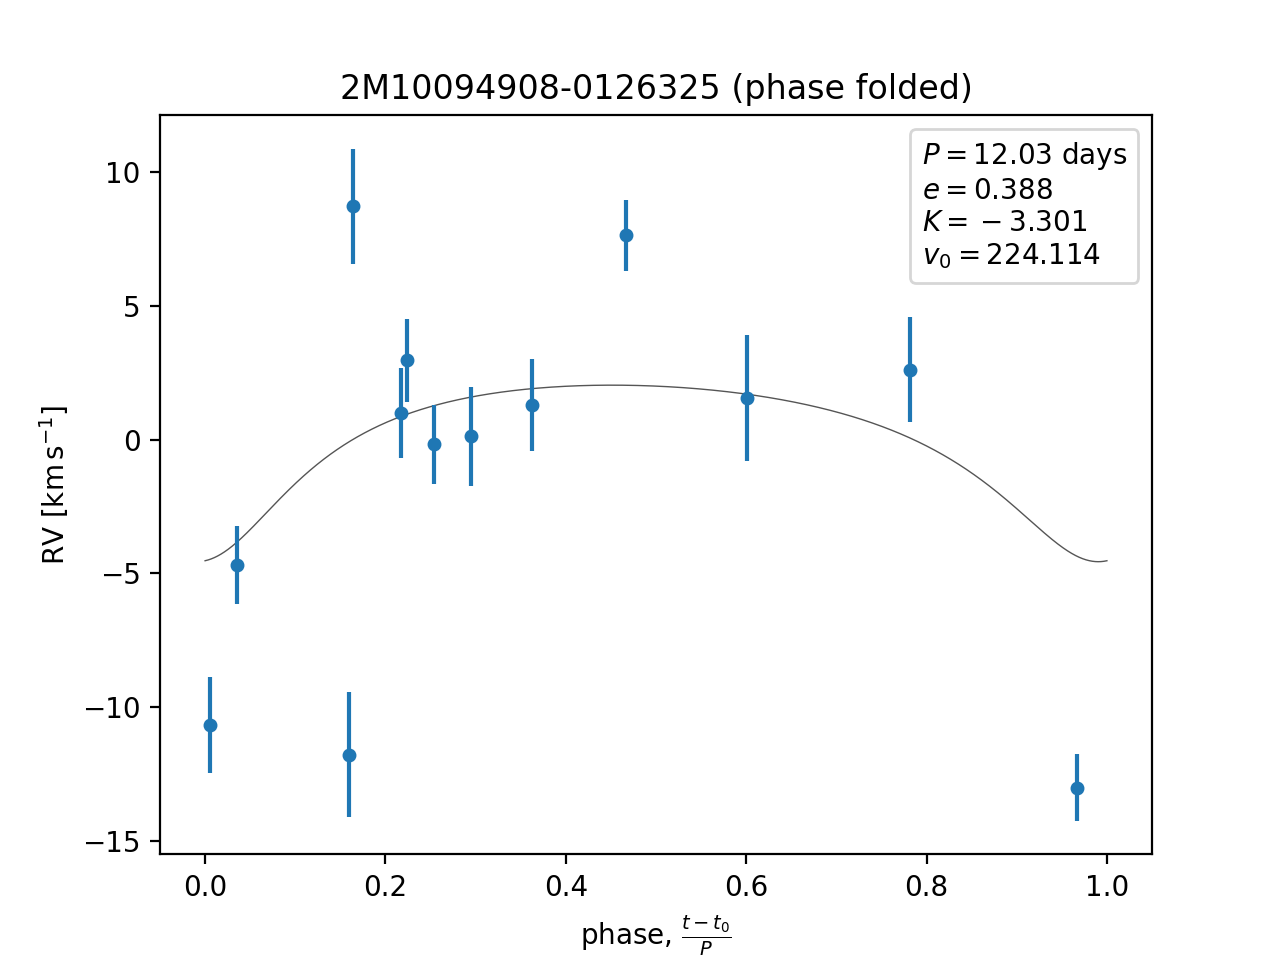 2M10094908-0126325 (phase folded)
P = 12.03 days
e = 0.388
K = −3.301
v₀ = 224.114
10
5
0
−5
−10
−15
RV [km s⁻¹]
0.0 0.2 0.4 0.6 0.8 1.0
phase, (t − t₀)/P